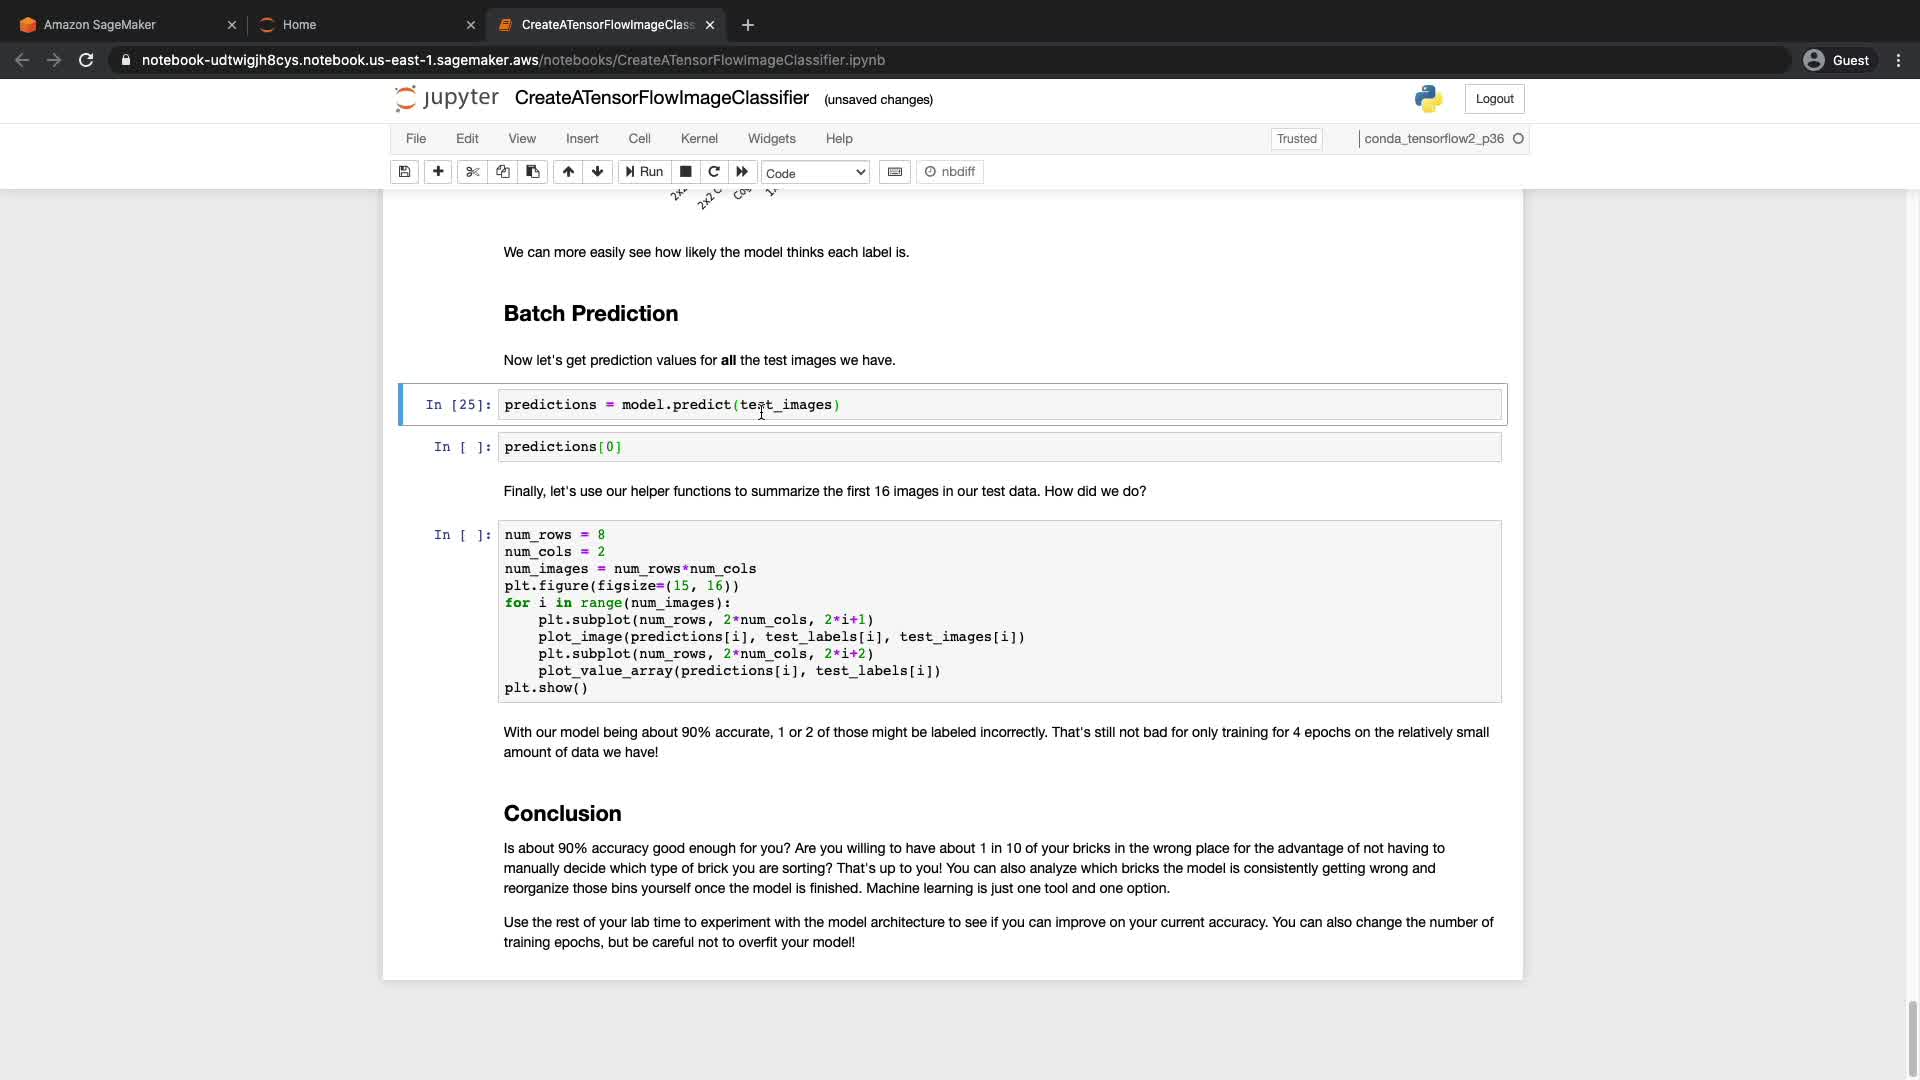 Amazon SageMaker
Home
CreateATensorFlowImageClass
notebook-udtwigjh8cys.notebook.us-east-1.sagemaker.aws/notebooks/CreateATensorFlowImageClassifier.ipynb
Guest
jupyter CreateATensorFlowImageClassifier (unsaved changes)
Logout
File Edit View Insert Cell Kernel Widgets Help
Trusted
conda_tensorflow2_p36
Run
Code
nbdiff
2x2 C
We can more easily see how likely the model thinks each label is.
Batch Prediction
Now let's get prediction values for all the test images we have.
In [25]: predictions = model.predict(test_images)
In [ ]: predictions[0]
Finally, let's use our helper functions to summarize the first 16 images in our test data. How did we do?
In [ ]: num_rows = 8
num_cols = 2
num_images = num_rows*num_cols
plt.figure(figsize=(15, 16))
for i in range(num_images):
    plt.subplot(num_rows, 2*num_cols, 2*i+1)
    plot_image(predictions[i], test_labels[i], test_images[i])
    plt.subplot(num_rows, 2*num_cols, 2*i+2)
    plot_value_array(predictions[i], test_labels[i])
plt.show()
With our model being about 90% accurate, 1 or 2 of those might be labeled incorrectly. That's still not bad for only training for 4 epochs on the relatively small
amount of data we have!
Conclusion
Is about 90% accuracy good enough for you? Are you willing to have about 1 in 10 of your bricks in the wrong place for the advantage of not having to
manually decide which type of brick you are sorting? That's up to you! You can also analyze which bricks the model is consistently getting wrong and
reorganize those bins yourself once the model is finished. Machine learning is just one tool and one option.
Use the rest of your lab time to experiment with the model architecture to see if you can improve on your current accuracy. You can also change the number of
training epochs, but be careful not to overfit your model!